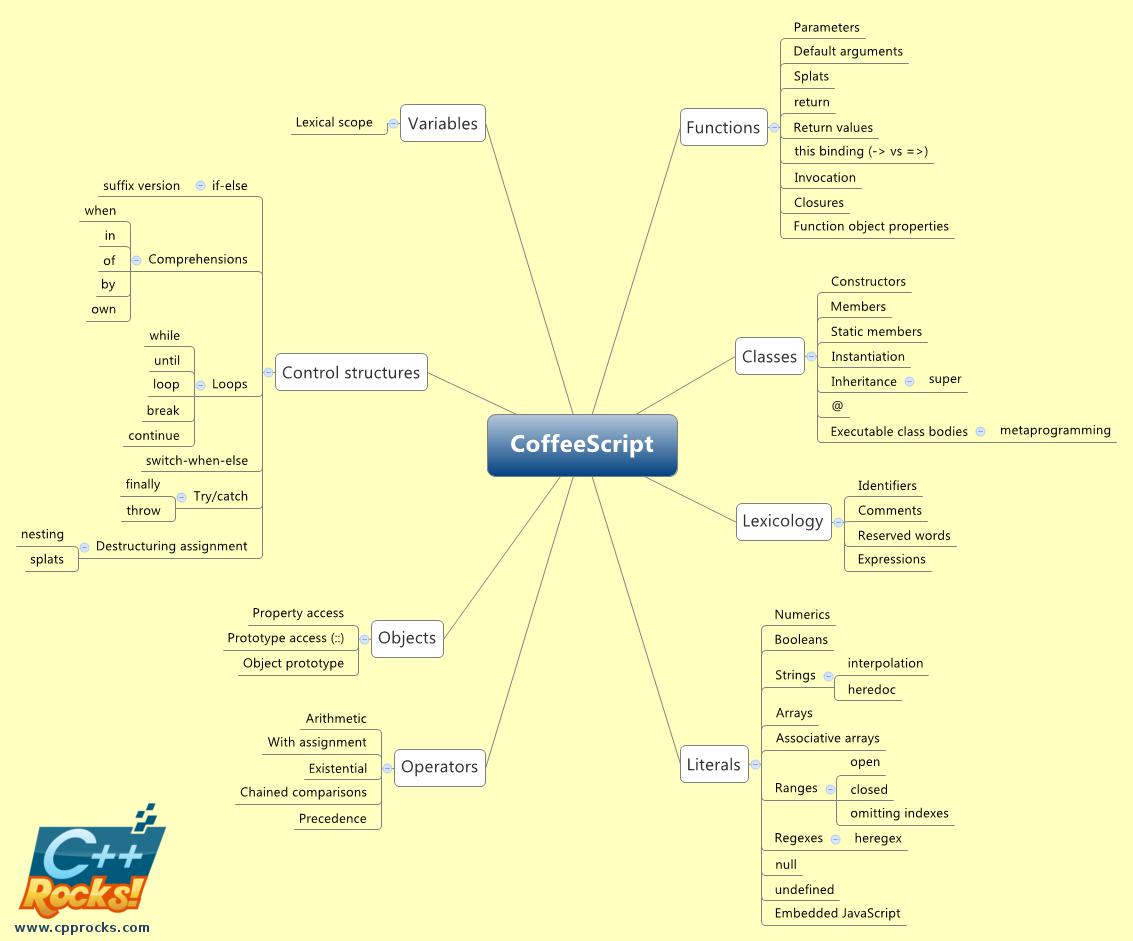 CoffeeScript
Variables
Lexical scope
Control structures
if-else
suffix version
Comprehensions
when
in
of
by
own
Loops
while
until
loop
break
continue
switch-when-else
Try/catch
finally
throw
Destructuring assignment
nesting
splats
Objects
Property access
Prototype access (::)
Object prototype
Operators
Arithmetic
With assignment
Existential
Chained comparisons
Precedence
Functions
Parameters
Default arguments
Splats
return
Return values
this binding (-> vs =>)
Invocation
Closures
Function object properties
Classes
Constructors
Members
Static members
Instantiation
Inheritance
super
@
Executable class bodies
metaprogramming
Lexicology
Identifiers
Comments
Reserved words
Expressions
Literals
Numerics
Booleans
Strings
interpolation
heredoc
Arrays
Associative arrays
Ranges
open
closed
omitting indexes
Regexes
heregex
null
undefined
Embedded JavaScript
C++
Rocks!
www.cpprocks.com